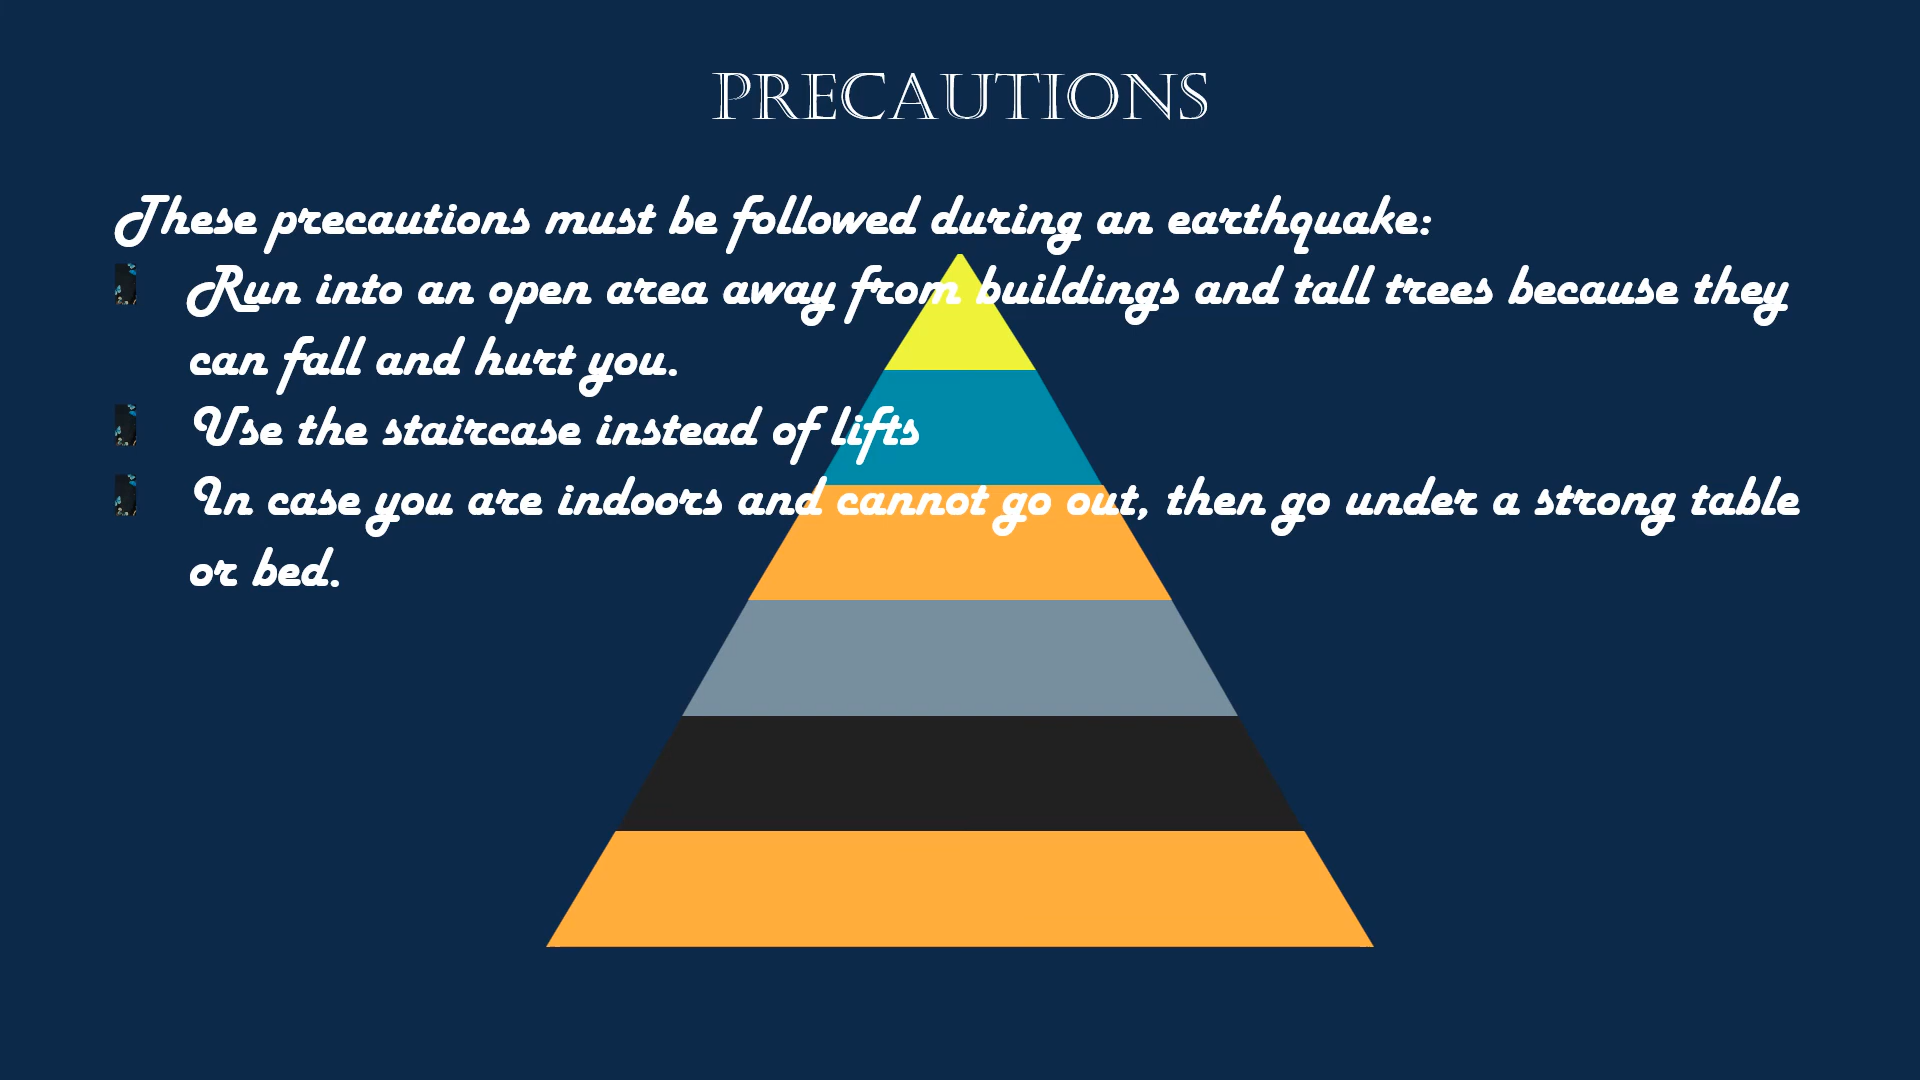 PRECAUTIONS
These precautions must be followed during an earthquake:
Run into an open area away from buildings and tall trees because they
can fall and hurt you.
Use the staircase instead of lifts
In case you are indoors and cannot go out, then go under a strong table
or bed.